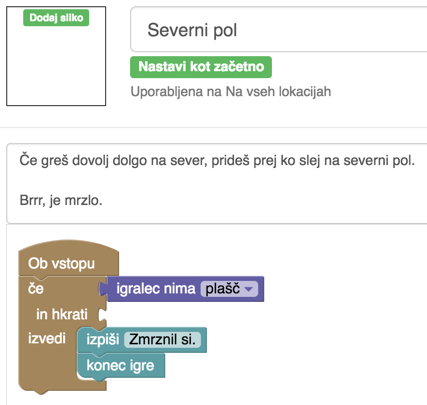 Dodaj sliko
Severni pol
Nastavi kot začetno
Uporabljena na Na vseh lokacijah
Če greš dovolj dolgo na sever, prideš prej ko slej na severni pol.
Brrr, je mrzlo.
Ob vstopu
če igralec nima plašč
in hkrati
izvedi izpiši Zmrznil si.
konec igre